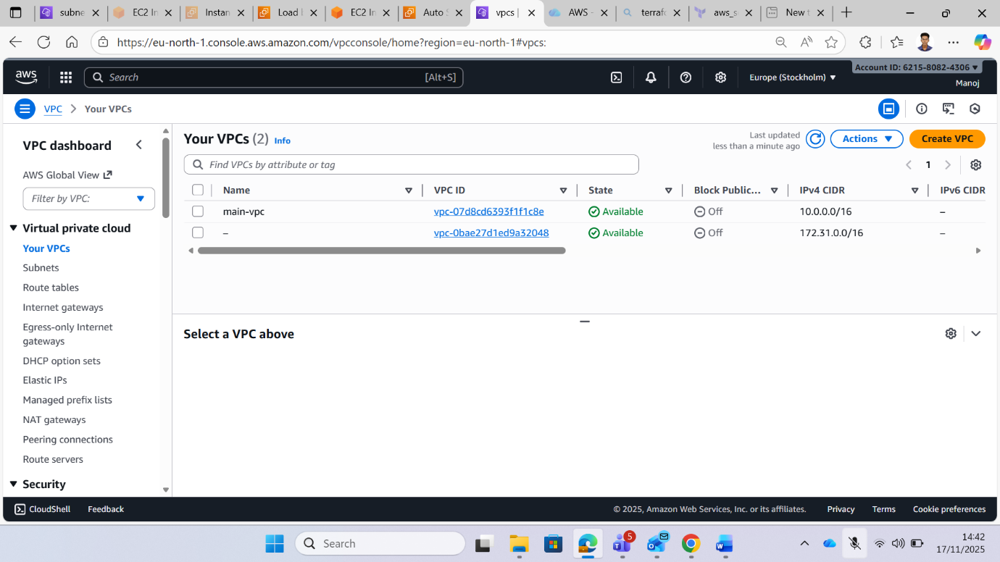 subne
EC2 In
Instan
Load l
EC2 In
Auto S
vpcs |
AWS -
terrafo
aws_s
New t
https://eu-north-1.console.aws.amazon.com/vpcconsole/home?region=eu-north-1#vpcs:
aws
Search [Alt+S]
Europe (Stockholm)
Account ID: 6215-8082-4306
Manoj
VPC > Your VPCs
VPC dashboard
AWS Global View
Filter by VPC:
Virtual private cloud
Your VPCs
Subnets
Route tables
Internet gateways
Egress-only Internet
gateways
DHCP option sets
Elastic IPs
Managed prefix lists
NAT gateways
Peering connections
Route servers
Security
Your VPCs (2) Info
Last updated
less than a minute ago
Actions
Create VPC
Find VPCs by attribute or tag
1
Name VPC ID State Block Public... IPv4 CIDR IPv6 CIDR
main-vpc vpc-07d8cd6393f1f1c8e Available Off 10.0.0.0/16 –
– vpc-0bae27d1ed9a32048 Available Off 172.31.0.0/16 –
Select a VPC above
CloudShell Feedback © 2025, Amazon Web Services, Inc. or its affiliates. Privacy Terms Cookie preferences
Search
5
14:42
17/11/2025